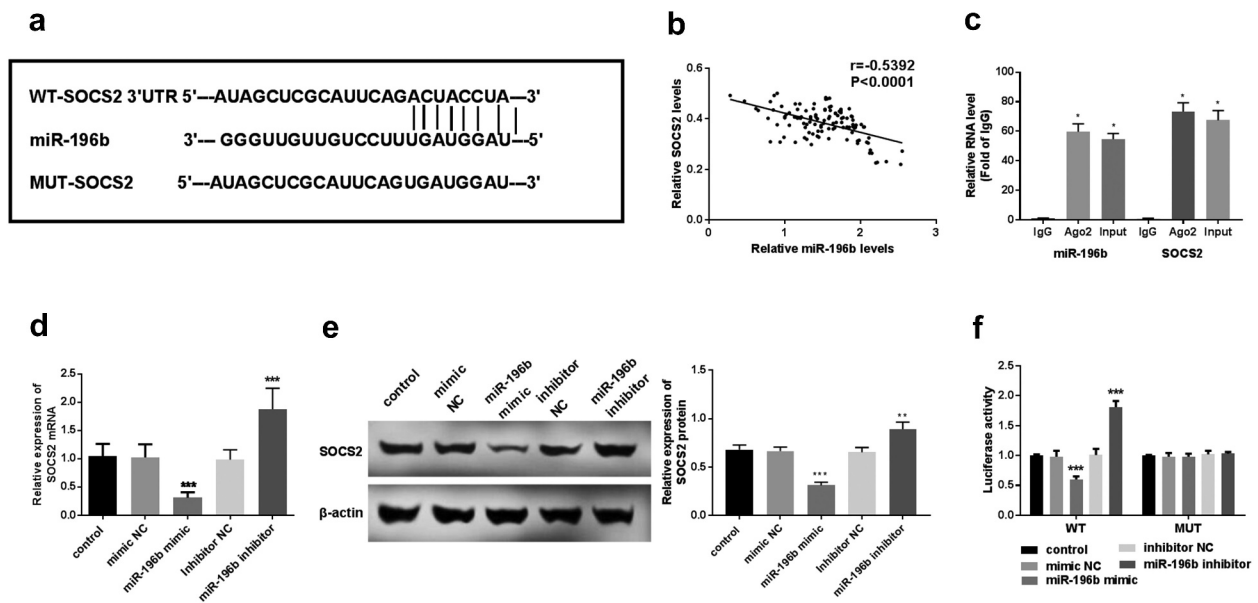 a
WT-SOCS2 3'UTR 5'---AUAGCUCGCAUUCAGACUACCUA---3'
miR-196b 3'--- GGGUUGUUGUCCUUUGAUGGAU---5'
MUT-SOCS2 5'---AUAGCUCGCAUUCAGUGAUGGAU---3'
b
r=-0.5392
P<0.0001
Relative SOCS2 levels
0.6
0.4
0.2
0.0
0 1 2 3
Relative miR-196b levels
c
Relative RNA level
(Fold of IgG)
100
80
60
40
20
0
* * * *
IgG Ago2 Input IgG Ago2 Input
miR-196b SOCS2
d
Relative expression of
SOCS2 mRNA
2.5
2.0
1.5
1.0
0.5
0.0
*** ***
control
mimic NC
miR-196b mimic
Inhibitor NC
miR-196b inhibitor
e
control
mimic
NC
miR-196b
mimic
inhibitor
NC
miR-196b
inhibitor
SOCS2
β-actin
Relative expression of
SOCS2 protein
1.5
1.0
0.5
0.0
*** **
control
mimic NC
miR-196b mimic
Inhibitor NC
miR-196b inhibitor
f
Luciferase activity
2.5
2.0
1.5
1.0
0.5
0.0
*** ***
WT MUT
control
mimic NC
miR-196b mimic
inhibitor NC
miR-196b inhibitor